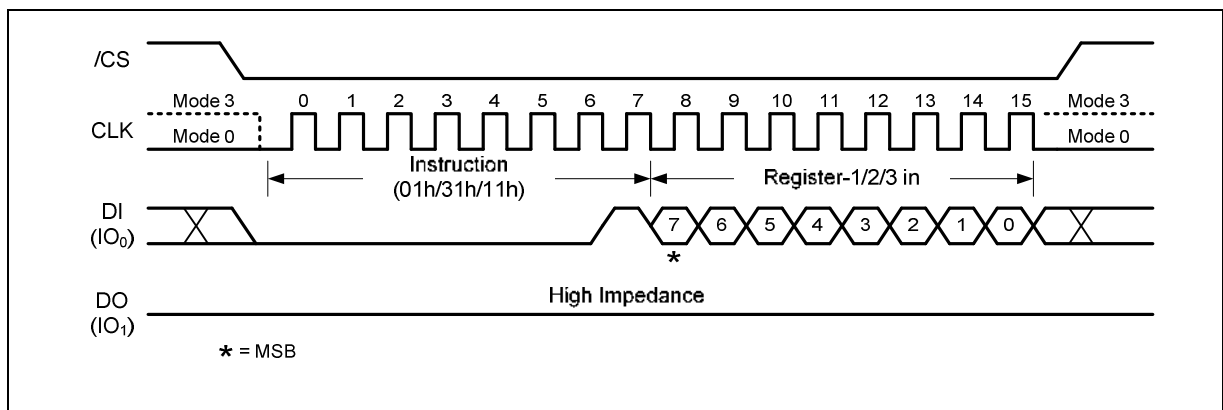 /CS
Mode 3 0 1 2 3 4 5 6 7 8 9 10 11 12 13 14 15 Mode 3
CLK Mode 0 Mode 0
Instruction
(01h/31h/11h)
Register-1/2/3 in
DI
(IO₀)
7 6 5 4 3 2 1 0
*
High Impedance
DO
(IO₁)
* = MSB